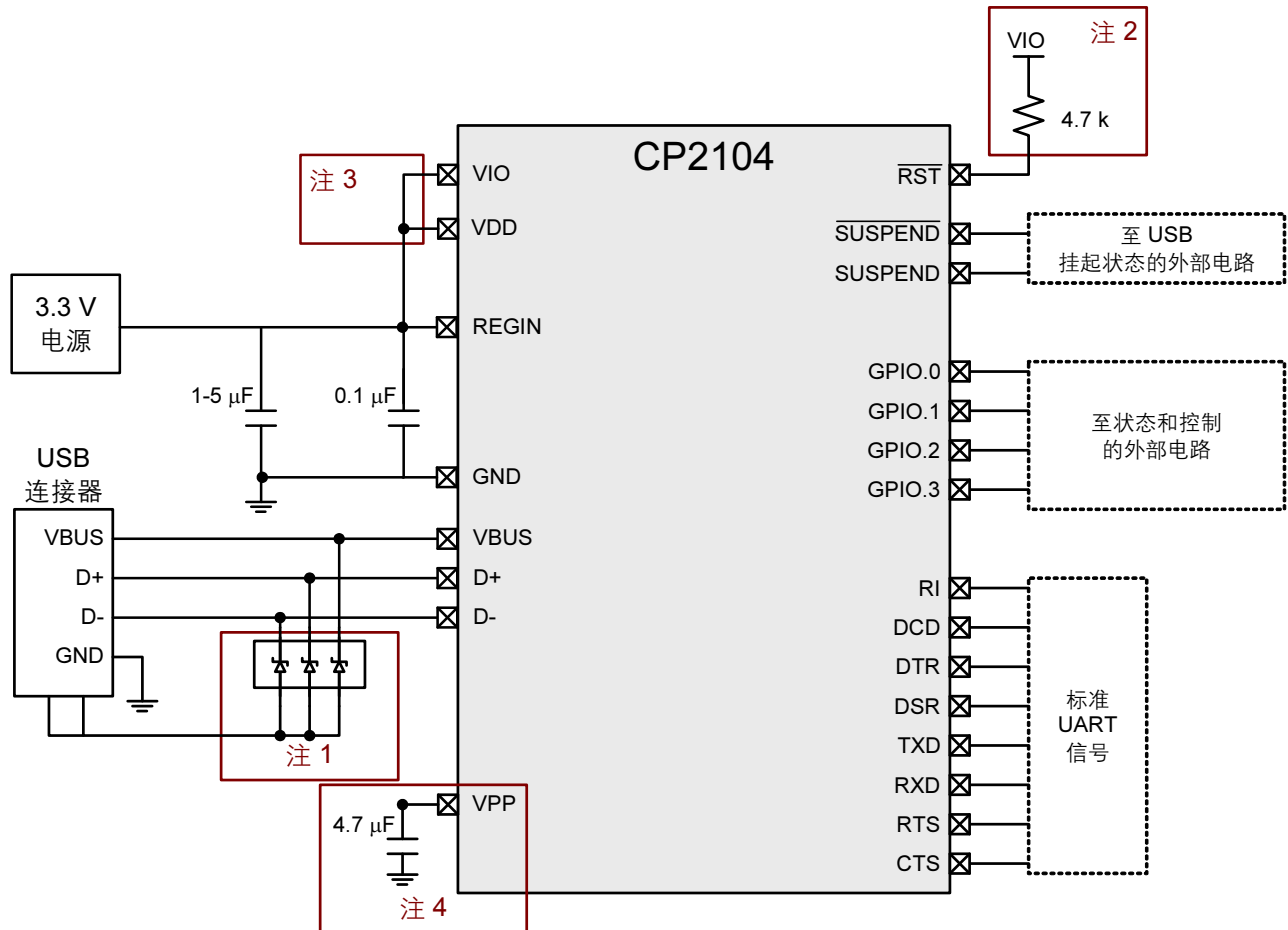 VIO
注 2
4.7 k
CP2104
注 3
VIO
VDD
RST
SUSPEND
SUSPEND
至 USB
挂起状态的外部电路
3.3 V
电源
REGIN
1-5 μF
0.1 μF
GND
GPIO.0
GPIO.1
GPIO.2
GPIO.3
至状态和控制
的外部电路
USB
连接器
VBUS
D+
D-
GND
VBUS
D+
D-
注 1
RI
DCD
DTR
DSR
TXD
RXD
RTS
CTS
标准
UART
信号
VPP
4.7 μF
注 4